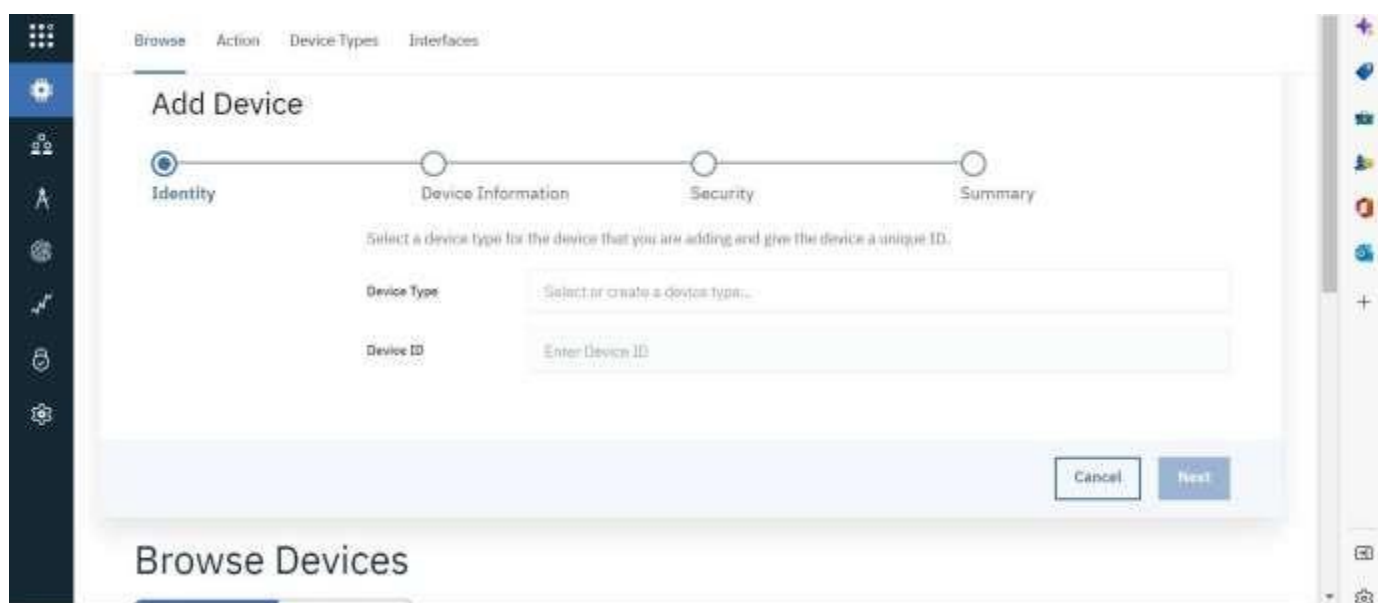 Browse Action Device Types Interfaces
Add Device
Identity Device Information Security Summary
Select a device type for the device that you are adding and give the device a unique ID.
Device Type Select or create a device type...
Device ID Enter Device ID
Cancel Next
Browse Devices